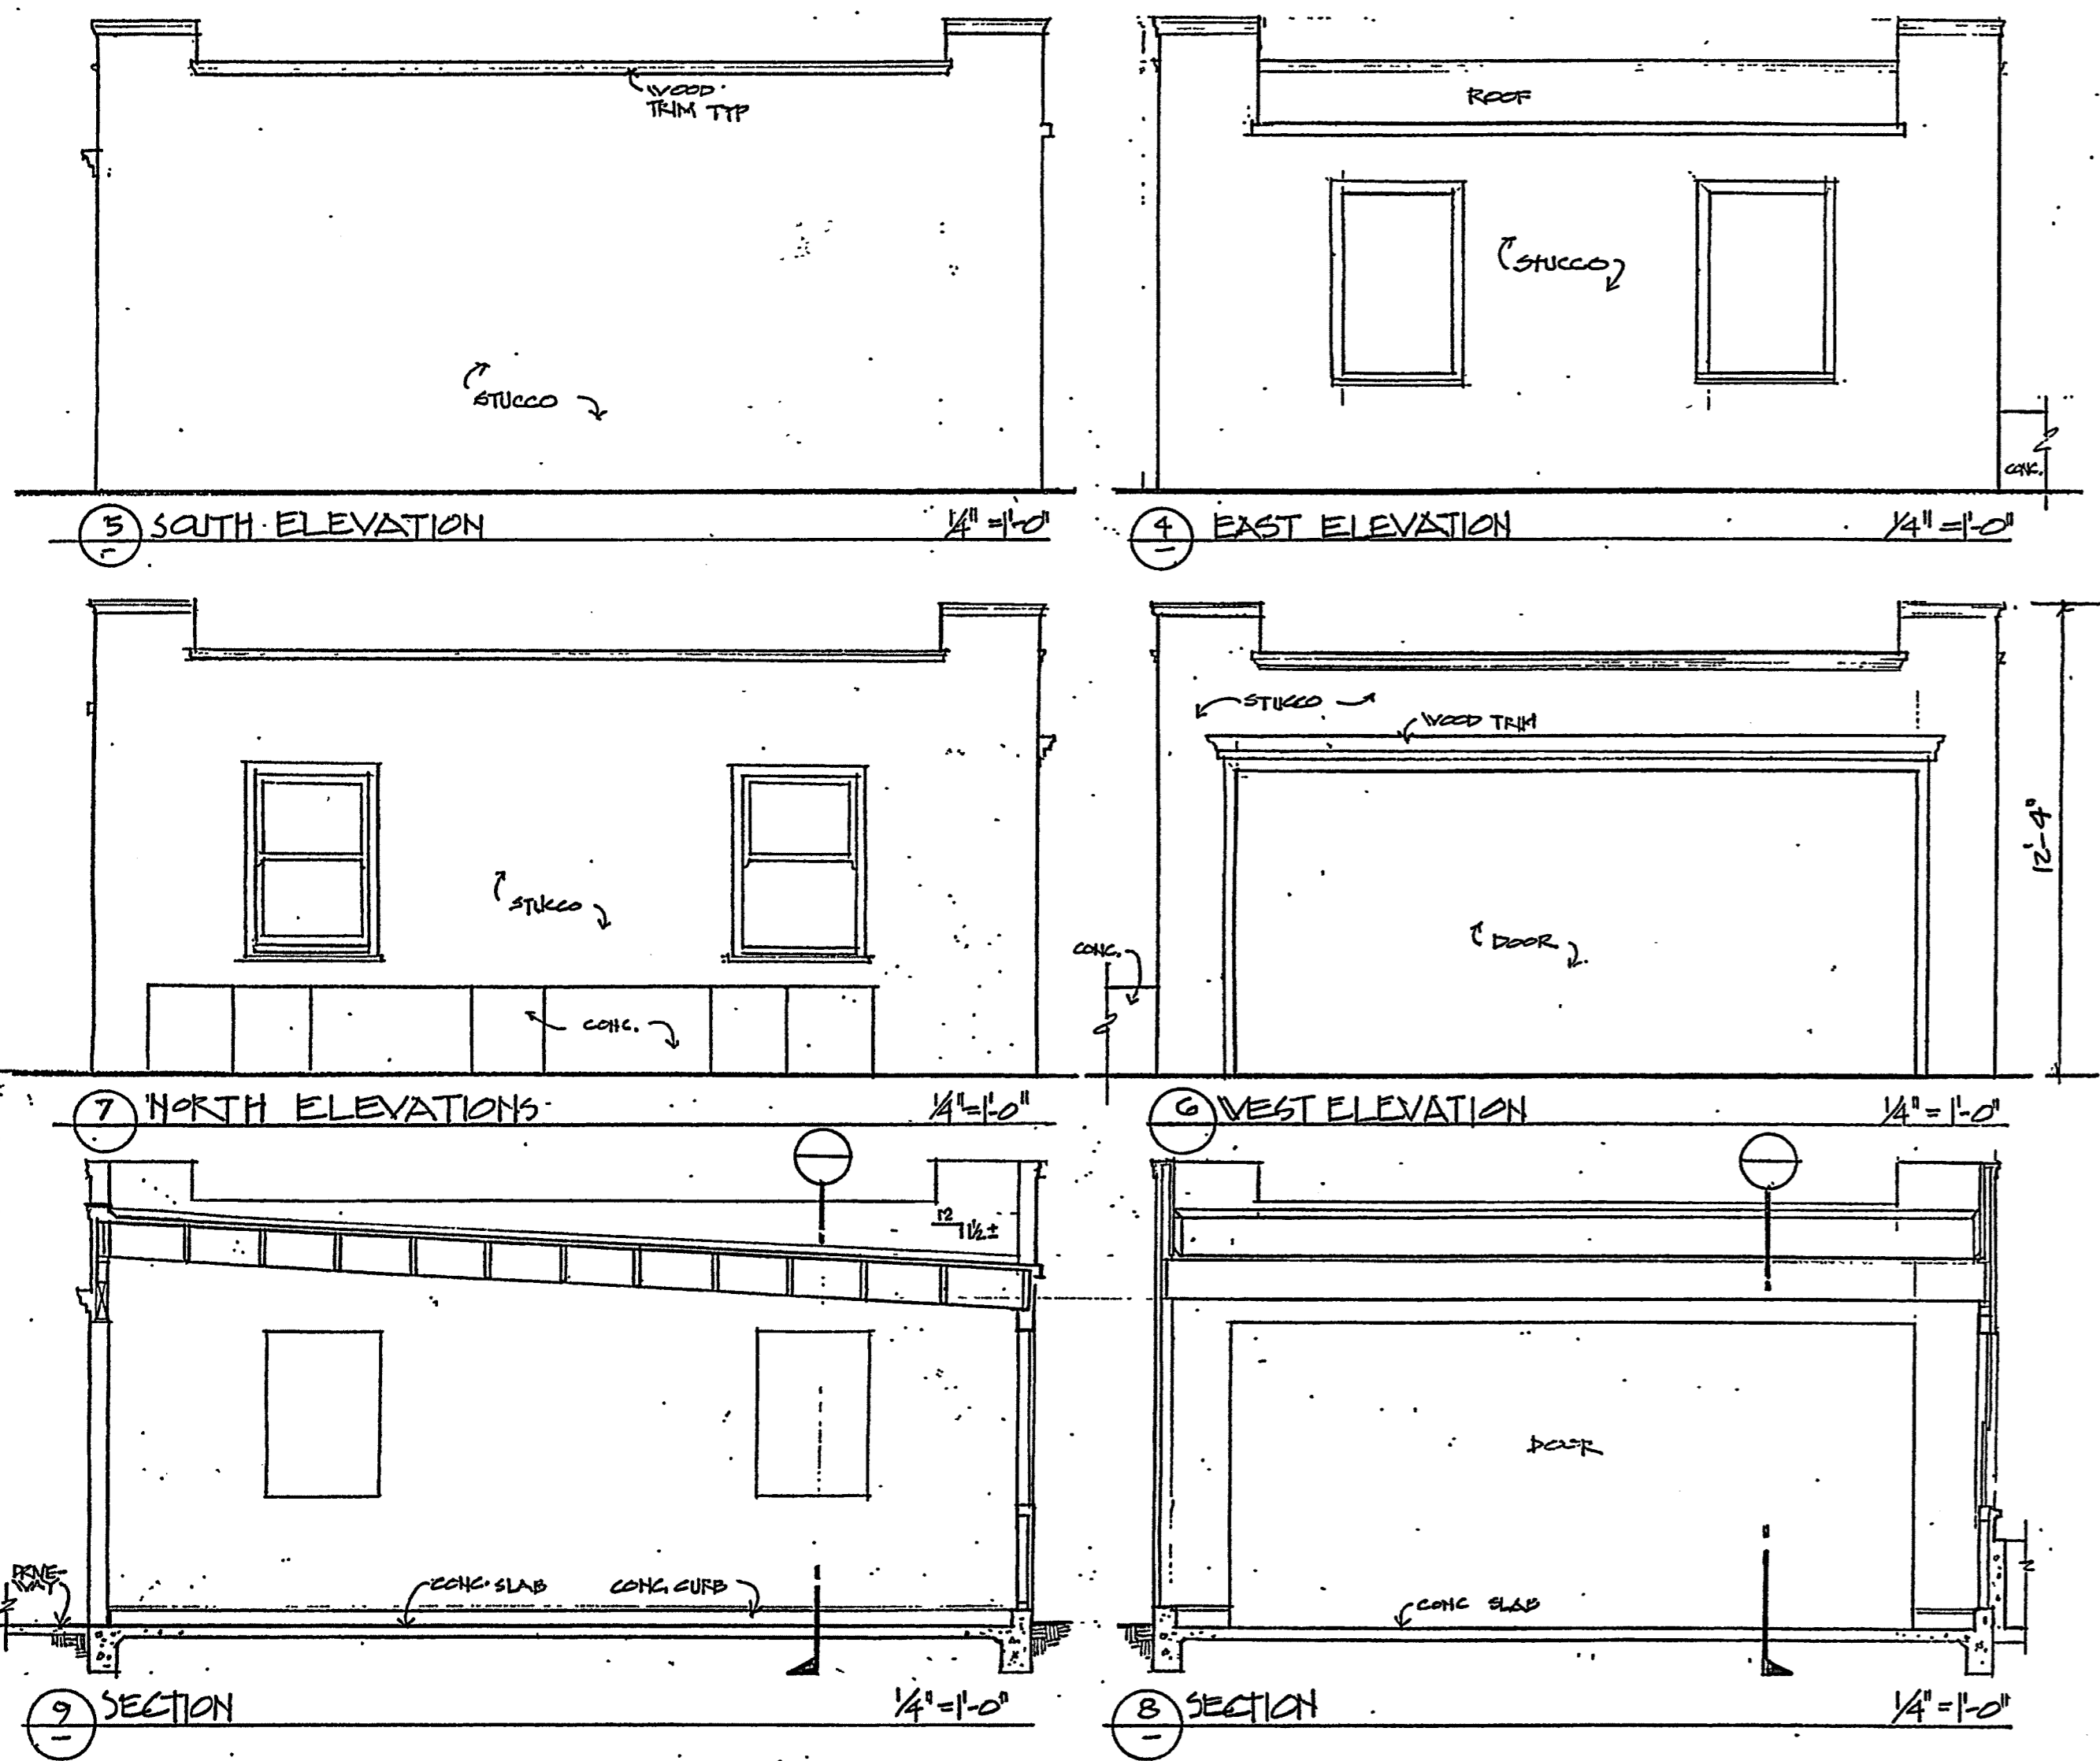 WOOD
TRIM TYP
STUCCO
5 SOUTH ELEVATION 1/4" = 1'-0"
ROOF
STUCCO
CONC.
4 EAST ELEVATION 1/4" = 1'-0"
STUCCO
CONC.
7 NORTH ELEVATIONS 1/4" = 1'-0"
STUCCO
WOOD TRIM
DOOR
CONC.
12'-4"
6 WEST ELEVATION 1/4" = 1'-0"
12
1 1/2 ±
DRIVE-
WAY
CONC. SLAB
CONC. CURB
9 SECTION 1/4" = 1'-0"
DOOR
CONC SLAB
8 SECTION 1/4" = 1'-0"